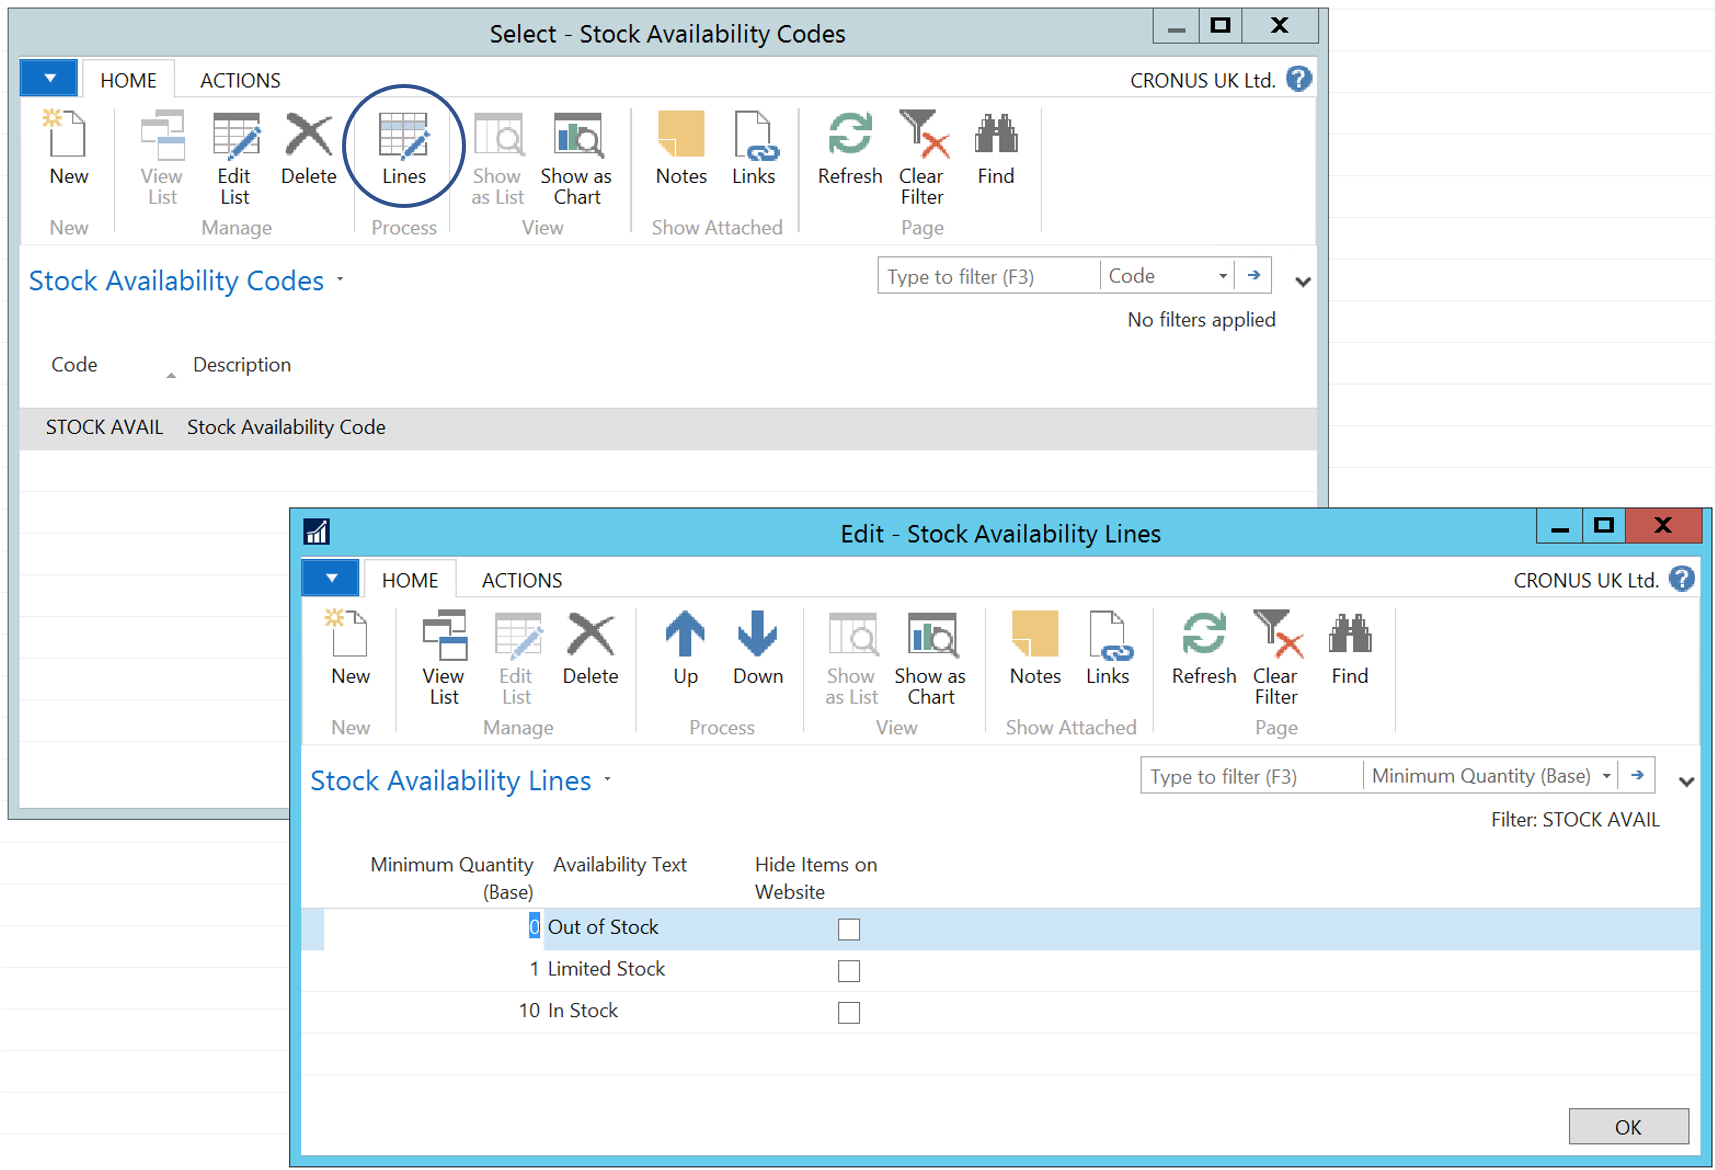 Select - Stock Availability Codes
HOME ACTIONS CRONUS UK Ltd. ?
New View List Edit List Delete Lines Show as List Show as Chart Notes Links Refresh Clear Filter Find
New Manage Process View Show Attached Page
Stock Availability Codes Type to filter (F3) Code
No filters applied
Code Description
STOCK AVAIL Stock Availability Code
Edit - Stock Availability Lines
HOME ACTIONS CRONUS UK Ltd. ?
New View List Edit List Delete Up Down Show as List Show as Chart Notes Links Refresh Clear Filter Find
New Manage Process View Show Attached Page
Stock Availability Lines Type to filter (F3) Minimum Quantity (Base)
Filter: STOCK AVAIL
Minimum Quantity Availability Text Hide Items on
(Base) Website
0 Out of Stock
1 Limited Stock
10 In Stock
OK